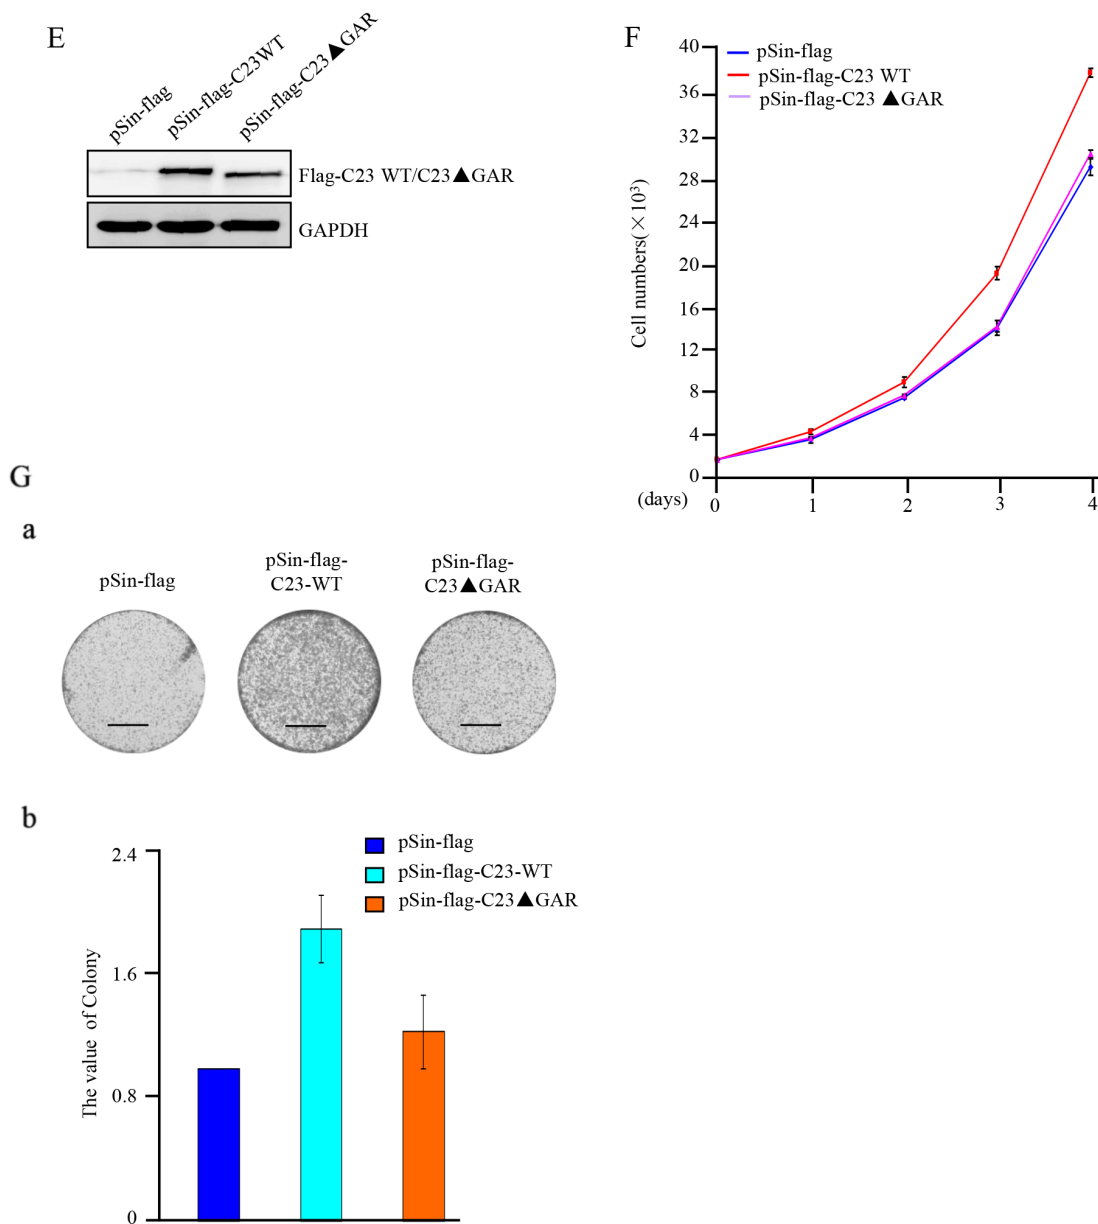 E
pSin-flag
pSin-flag-C23WT
pSin-flag-C23▲GAR
Flag-C23 WT/C23▲GAR
GAPDH
F
pSin-flag
pSin-flag-C23 WT
pSin-flag-C23 ▲GAR
Cell numbers(×10³)
40
36
32
28
24
20
16
12
8
4
0
(days)
0
1
2
3
4
G
a
pSin-flag
pSin-flag-
C23-WT
pSin-flag-
C23▲GAR
b
pSin-flag
pSin-flag-C23-WT
pSin-flag-C23▲GAR
The value of Colony
2.4
1.6
0.8
0